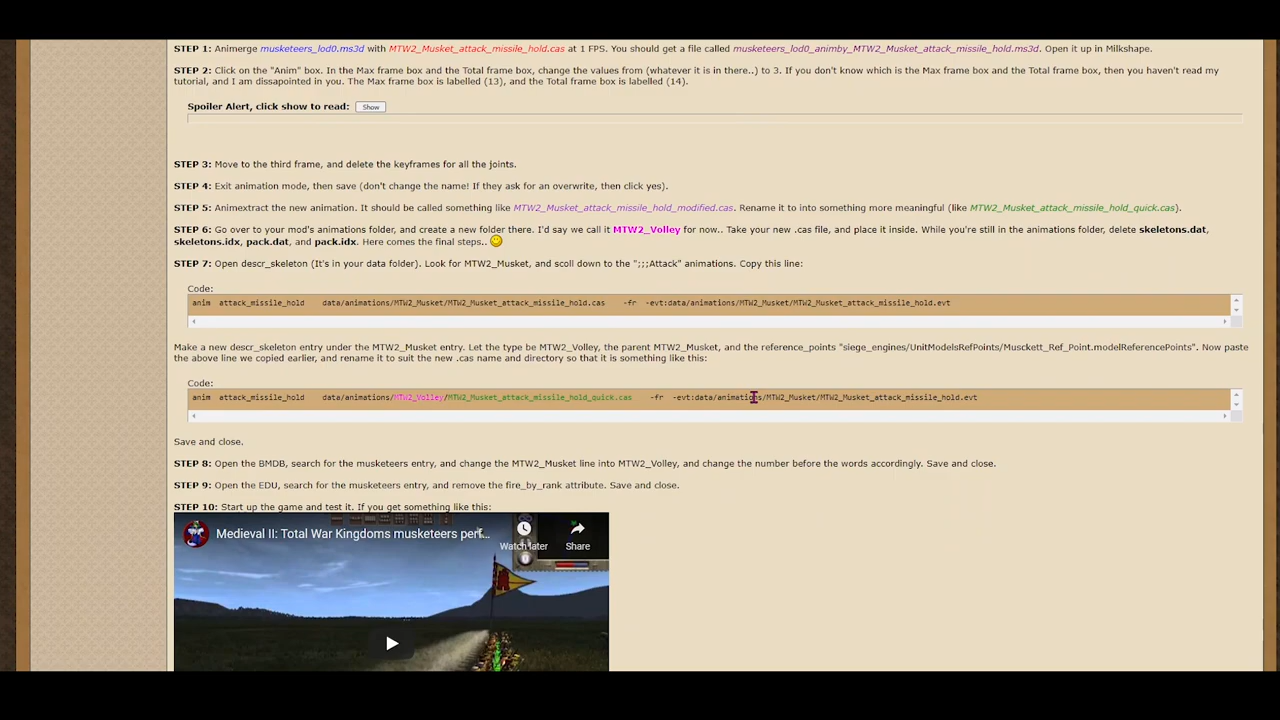 STEP 1: Animerge musketeers_lod0.ms3d with MTW2_Musket_attack_missile_hold.cas at 1 FPS. You should get a file called musketeers_lod0_animby_MTW2_Musket_attack_missile_hold.ms3d. Open it up in Milkshape.
STEP 2: Click on the "Anim" box. In the Max frame box and the Total frame box, change the values from (whatever it is in there..) to 3. If you don't know which is the Max frame box and the Total frame box, then you haven't read my
tutorial, and I am dissapointed in you. The Max frame box is labelled (13), and the Total frame box is labelled (14).
Spoiler Alert, click show to read: Show
STEP 3: Move to the third frame, and delete the keyframes for all the joints.
STEP 4: Exit animation mode, then save (don't change the name! If they ask for an overwrite, then click yes).
STEP 5: Animextract the new animation. It should be called something like MTW2_Musket_attack_missile_hold_modified.cas. Rename it to into something more meaningful (like MTW2_Musket_attack_missile_hold_quick.cas).
STEP 6: Go over to your mod's animations folder, and create a new folder there. I'd say we call it MTW2_Volley for now.. Take your new .cas file, and place it inside. While you're still in the animations folder, delete skeletons.dat,
skeletons.idx, pack.dat, and pack.idx. Here comes the final steps..
STEP 7: Open descr_skeleton (It's in your data folder). Look for MTW2_Musket, and scoll down to the ";;;Attack" animations. Copy this line:
Code:
anim attack_missile_hold data/animations/MTW2_Musket/MTW2_Musket_attack_missile_hold.cas -fr -evt:data/animations/MTW2_Musket/MTW2_Musket_attack_missile_hold.evt
Make a new descr_skeleton entry under the MTW2_Musket entry. Let the type be MTW2_Volley, the parent MTW2_Musket, and the reference_points "siege_engines/UnitModelsRefPoints/Musckett_Ref_Point.modelReferencePoints". Now paste
the above line we copied earlier, and rename it to suit the new .cas name and directory so that it is something like this:
Code:
anim attack_missile_hold data/animations/MTW2_Volley/MTW2_Musket_attack_missile_hold_quick.cas -fr -evt:data/animations/MTW2_Musket/MTW2_Musket_attack_missile_hold.evt
Save and close.
STEP 8: Open the BMDB, search for the musketeers entry, and change the MTW2_Musket line into MTW2_Volley, and change the number before the words accordingly. Save and close.
STEP 9: Open the EDU, search for the musketeers entry, and remove the fire_by_rank attribute. Save and close.
STEP 10: Start up the game and test it. If you get something like this:
Medieval II: Total War Kingdoms musketeers perf...
Watch later
Share